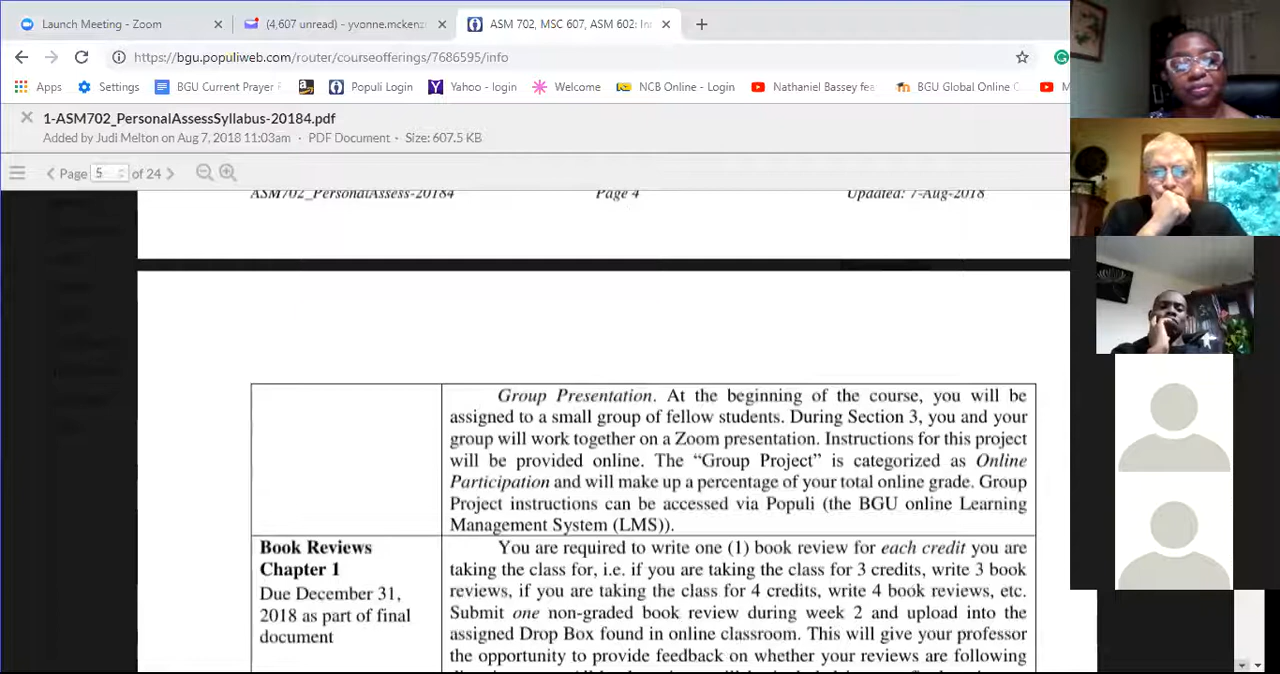 Launch Meeting - Zoom
(4,607 unread) - yvonne.mckenz
ASM 702, MSC 607, ASM 602: In
https://bgu.populiweb.com/router/courseofferings/7686595/info
Apps Settings BGU Current Prayer Populi Login Yahoo - login Welcome NCB Online - Login Nathaniel Bassey fea BGU Global Online C M
1-ASM702_PersonalAssessSyllabus-20184.pdf
Added by Judi Melton on Aug 7, 2018 11:03am · PDF Document · Size: 607.5 KB
Page 5 of 24
ASM702_PersonalAssess-20184 Page 4 Updated: 7-Aug-2018
Group Presentation. At the beginning of the course, you will be
assigned to a small group of fellow students. During Section 3, you and your
group will work together on a Zoom presentation. Instructions for this project
will be provided online. The “Group Project” is categorized as Online
Participation and will make up a percentage of your total online grade. Group
Project instructions can be accessed via Populi (the BGU online Learning
Management System (LMS)).
Book Reviews
Chapter 1
Due December 31,
2018 as part of final
document
You are required to write one (1) book review for each credit you are
taking the class for, i.e. if you are taking the class for 3 credits, write 3 book
reviews, if you are taking the class for 4 credits, write 4 book reviews, etc.
Submit one non-graded book review during week 2 and upload into the
assigned Drop Box found in online classroom. This will give your professor
the opportunity to provide feedback on whether your reviews are following